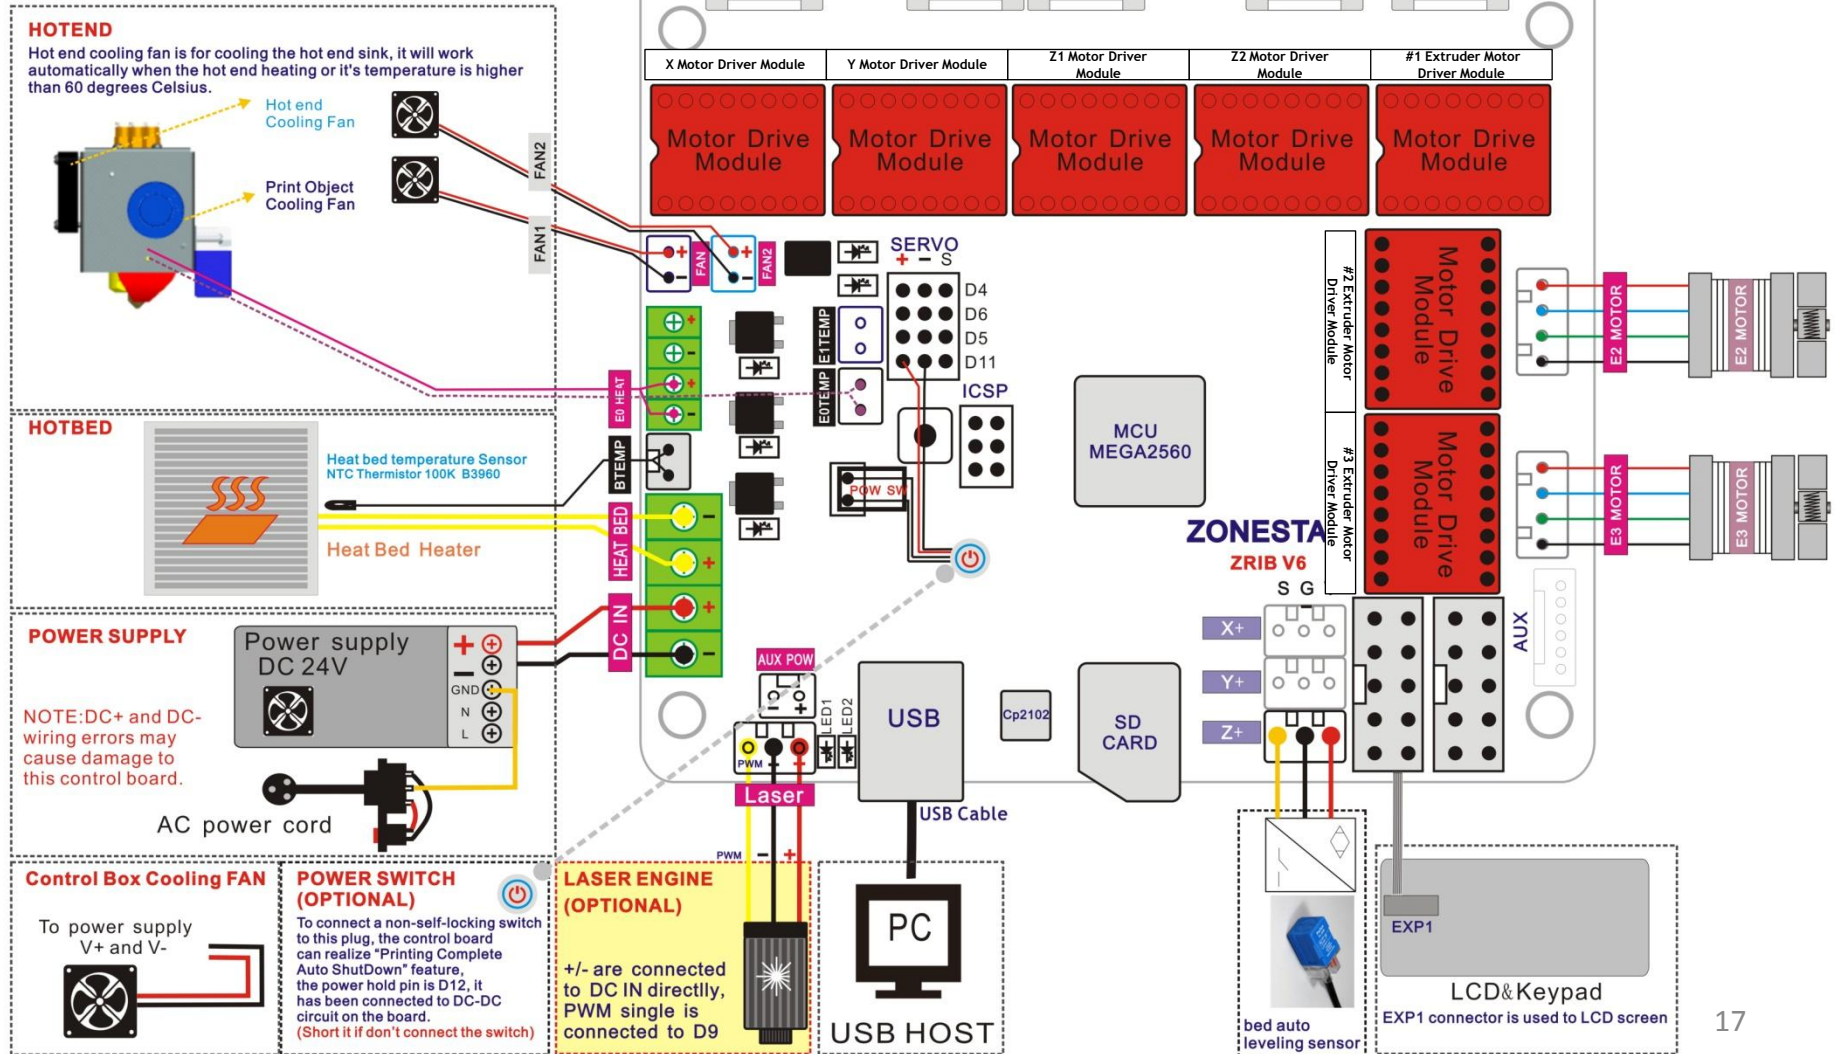 HOTEND
Hot end cooling fan is for cooling the hot end sink, it will work
automatically when the hot end heating or it's temperature is higher
than 60 degrees Celsius.
Hot end
Cooling Fan
Print Object
Cooling Fan
FAN2
FAN1
X Motor Driver Module
Y Motor Driver Module
Z1 Motor Driver
Module
Z2 Motor Driver
Module
#1 Extruder Motor
Driver Module
Motor Drive
Module
Motor Drive
Module
Motor Drive
Module
Motor Drive
Module
Motor Drive
Module
+
-
FAN
+
-
FAN2
SERVO
+ - S
D4
D6
D5
D11
E1TEMP
E0TEMP
ICSP
+
-
+
-
E0 HEAT
#2 Extruder Motor
Driver Module
Motor Drive
Module
E2 MOTOR
E2 MOTOR
#3 Extruder Motor
Driver Module
Motor Drive
Module
E3 MOTOR
E3 MOTOR
MCU
MEGA2560
POW SW
ZONESTA
ZRIB V6
HOTBED
Heat bed temperature Sensor
NTC Thermistor 100K B3960
Heat Bed Heater
BTEMP
HEAT BED
-
+
DC IN
+
-
POWER SUPPLY
Power supply
DC 24V
+
-
GND
N
L
NOTE:DC+ and DC-
wiring errors may
cause damage to
this control board.
AC power cord
AUX POW
- +
LED1
LED2
PWM
Laser
USB
Cp2102
SD
CARD
S G
X+
Y+
Z+
AUX
USB Cable
PWM - +
Control Box Cooling FAN
To power supply
V+ and V-
POWER SWITCH
(OPTIONAL)
To connect a non-self-locking switch
to this plug, the control board
can realize “Printing Complete
Auto ShutDown” feature,
the power hold pin is D12, it
has been connected to DC-DC
circuit on the board.
(Short it if don't connect the switch)
LASER ENGINE
(OPTIONAL)
+/- are connected
to DC IN directlly,
PWM single is
connected to D9
PC
USB HOST
bed auto
leveling sensor
EXP1
LCD&Keypad
EXP1 connector is used to LCD screen
17